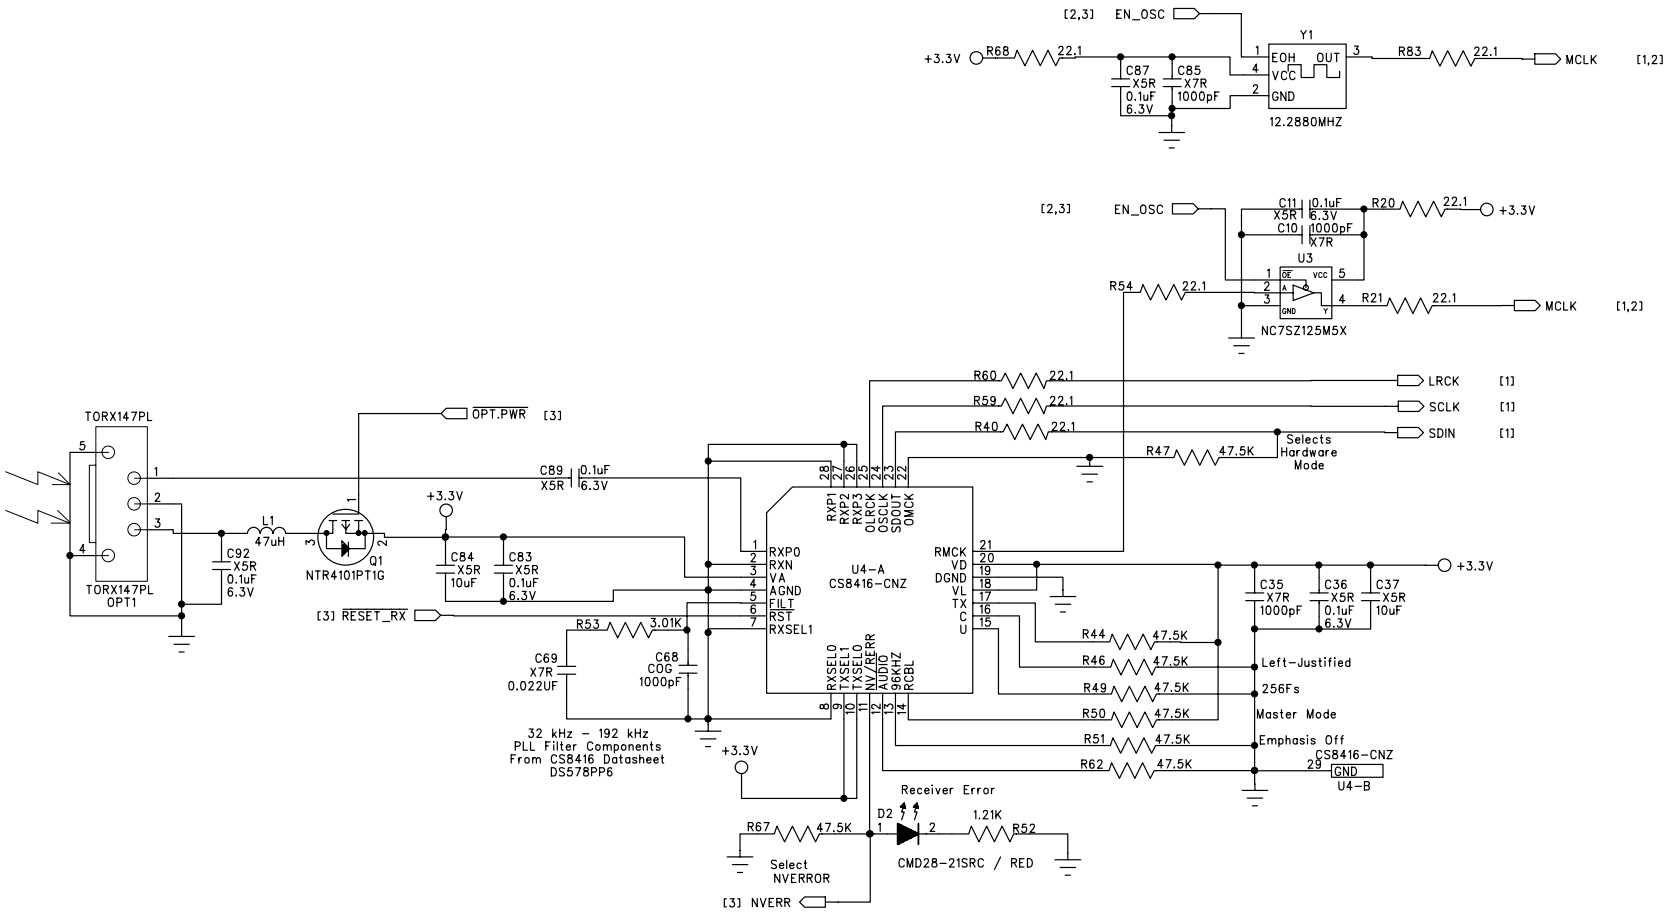 [2,3] EN_OSC
+3.3V
R68
22.1
C87
X5R
0.1uF
6.3V
C85
X7R
1000pF
Y1
1
4
2
EOH OUT
VCC
GND
3
12.2880MHZ
R83
22.1
MCLK
[1,2]
[2,3]
EN_OSC
C11
X5R
0.1uF
6.3V
C10
1000pF
X7R
R20
22.1
+3.3V
U3
1
2
3
OE
A
GND
VCC
Y
5
4
NC7SZ125M5X
R54
22.1
R21
22.1
MCLK
[1,2]
R60
22.1
LRCK
[1]
R59
22.1
SCLK
[1]
R40
22.1
SDIN
[1]
R47
47.5K
Selects
Hardware
Mode
TORX147PL
5
1
2
3
4
TORX147PL
OPT1
OPT.PWR [3]
C89
X5R
0.1uF
6.3V
L1
47uH
C92
X5R
0.1uF
6.3V
1
3
2
Q1
NTR4101PT1G
+3.3V
C84
X5R
10uF
C83
X5R
0.1uF
6.3V
[3] RESET_RX
R53
3.01K
C69
X7R
0.022UF
C68
COG
1000pF
32 kHz - 192 kHz
PLL Filter Components
From CS8416 Datasheet
DS578PP6
28
27
26
25
24
23
22
RXP1
RXP2
RXP3
OLRCK
OSCLK
SDOUT
OMCK
1 RXP0
2 RXN
3 VA
4 AGND
5 FILT
6 RST
7 RXSEL1
U4-A
CS8416-CNZ
RMCK 21
VD 20
DGND 19
VL 18
TX 17
C 16
U 15
RXSEL0
TXSEL1
TXSEL0
NV/RERR
AUDIO
96KHZ
RCBL
8
9
10
11
12
13
14
+3.3V
C35
X7R
1000pF
C36
X5R
0.1uF
6.3V
C37
X5R
10uF
R44
47.5K
R46
47.5K
Left-Justified
R49
47.5K
256Fs
R50
47.5K
Master Mode
R51
47.5K
Emphasis Off
R62
47.5K
CS8416-CNZ
29
GND
U4-B
+3.3V
Receiver Error
D2
1
2
1.21K
R52
CMD28-21SRC / RED
R67
47.5K
Select
NVERROR
[3] NVERR